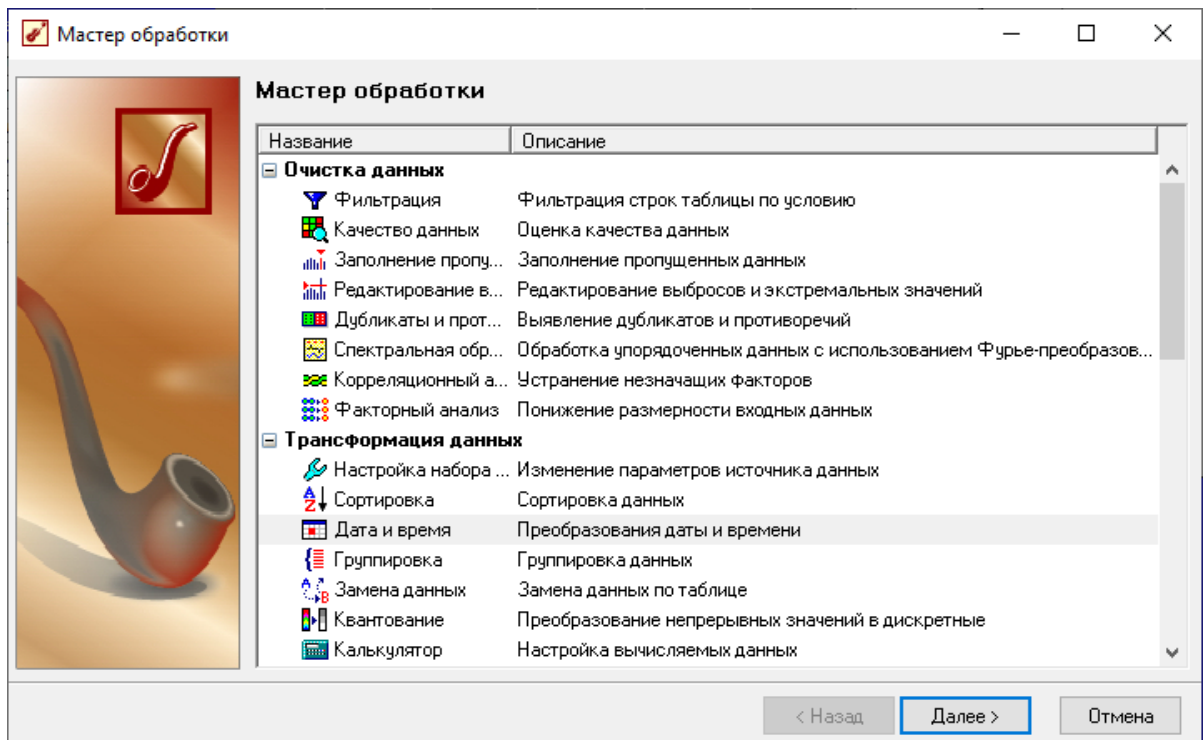 Мастер обработки
Мастер обработки
Название Описание
Очистка данных
Фильтрация Фильтрация строк таблицы по условию
Качество данных Оценка качества данных
Заполнение пропу... Заполнение пропущенных данных
Редактирование в... Редактирование выбросов и экстремальных значений
Дубликаты и прот... Выявление дубликатов и противоречий
Спектральная обр... Обработка упорядоченных данных с использованием Фурье-преобразов...
Корреляционный а... Устранение незначащих факторов
Факторный анализ Понижение размерности входных данных
Трансформация данных
Настройка набора ... Изменение параметров источника данных
Сортировка Сортировка данных
Дата и время Преобразования даты и времени
Группировка Группировка данных
Замена данных Замена данных по таблице
Квантование Преобразование непрерывных значений в дискретные
Калькулятор Настройка вычисляемых данных
< Назад Далее > Отмена